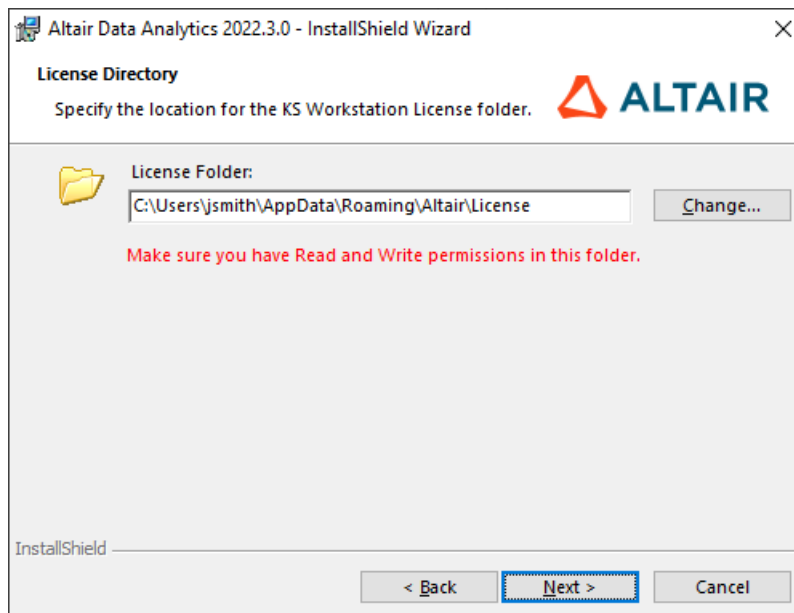 Altair Data Analytics 2022.3.0 - InstallShield Wizard
License Directory
Specify the location for the KS Workstation License folder.
ALTAIR
License Folder:
C:\Users\jsmith\AppData\Roaming\Altair\License
Change...
Make sure you have Read and Write permissions in this folder.
InstallShield
< Back
Next >
Cancel